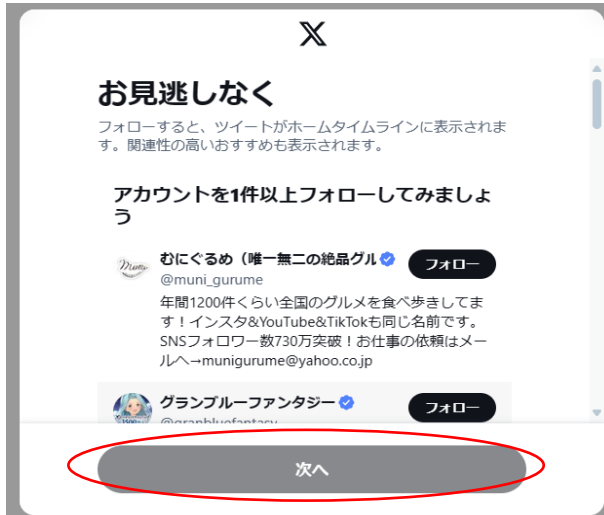 お見逃しなく
フォローすると、ツイートがホームタイムラインに表示されま
す。関連性の高いおすすめも表示されます。
アカウントを1件以上フォローしてみましょ
う
むにぐるめ（唯一無二の絶品グル
フォロー
@muni_gurume
年間1200件くらい全国のグルメを食べ歩きしてま
す！インスタ&YouTube&TikTokも同じ名前です。
SNSフォロワー数730万突破！お仕事の依頼はメー
ルへ→munigurume@yahoo.co.jp
グランブルーファンタジー
フォロー
@granbluefantasy
次へ